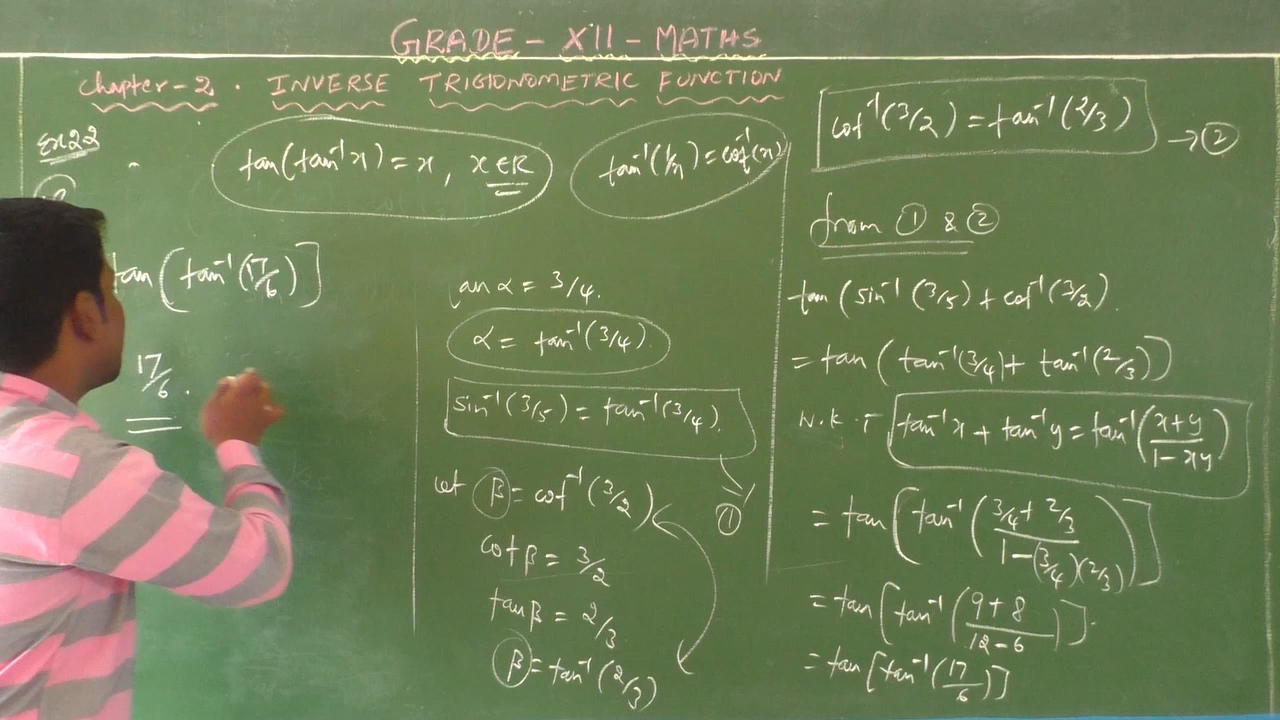 GRADE - XII - MATHS
Chapter-2. INVERSE TRIGIONOMETRIC FUNCTION
Ex 2.2
tan(tan⁻¹x) = x, x∈R
tan⁻¹(1/x) = cot⁻¹(x)
tan(tan⁻¹(17/6)]
17/6.
an α = 3/4.
α = tan⁻¹(3/4).
sin⁻¹(3/5) = tan⁻¹(3/4).
①
let β = cot⁻¹(3/2)
cot β = 3/2
tan β = 2/3
β = tan⁻¹(2/3)
cot⁻¹(3/2) = tan⁻¹(2/3)
→ ②
from ① & ②
tan(sin⁻¹(3/5) + cot⁻¹(3/2).
= tan(tan⁻¹(3/4)+ tan⁻¹(2/3))
W.K.T tan⁻¹x + tan⁻¹y = tan⁻¹(x+y/1-xy)
= tan(tan⁻¹(3/4+2/3/1-(3/4)(2/3))]
= tan[tan⁻¹(9+8/12-6)].
= tan[tan⁻¹(17/6)]